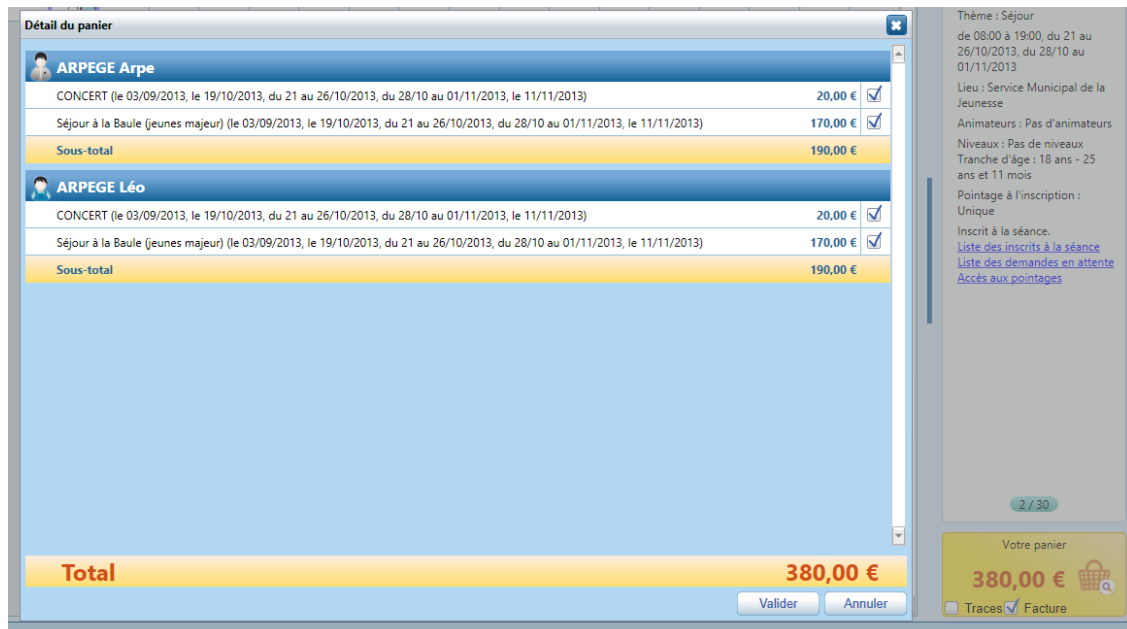 Détail du panier
ARPEGE Arpe
CONCERT (le 03/09/2013, le 19/10/2013, du 21 au 26/10/2013, du 28/10 au 01/11/2013, le 11/11/2013) 20,00 €
Séjour à la Baule (jeunes majeur) (le 03/09/2013, le 19/10/2013, du 21 au 26/10/2013, du 28/10 au 01/11/2013, le 11/11/2013) 170,00 €
Sous-total 190,00 €
ARPEGE Léo
CONCERT (le 03/09/2013, le 19/10/2013, du 21 au 26/10/2013, du 28/10 au 01/11/2013, le 11/11/2013) 20,00 €
Séjour à la Baule (jeunes majeur) (le 03/09/2013, le 19/10/2013, du 21 au 26/10/2013, du 28/10 au 01/11/2013, le 11/11/2013) 170,00 €
Sous-total 190,00 €
Total 380,00 €
Valider Annuler
Thème : Séjour
de 08:00 à 19:00, du 21 au
26/10/2013, du 28/10 au
01/11/2013
Lieu : Service Municipal de la
Jeunesse
Animateurs : Pas d'animateurs
Niveaux : Pas de niveaux
Tranche d'âge : 18 ans - 25
ans et 11 mois
Pointage à l'inscription :
Unique
Inscrit à la séance.
Liste des inscrits à la séance
Liste des demandes en attente
Accès aux pointages
2 / 30
Votre panier
380,00 €
Traces Facture